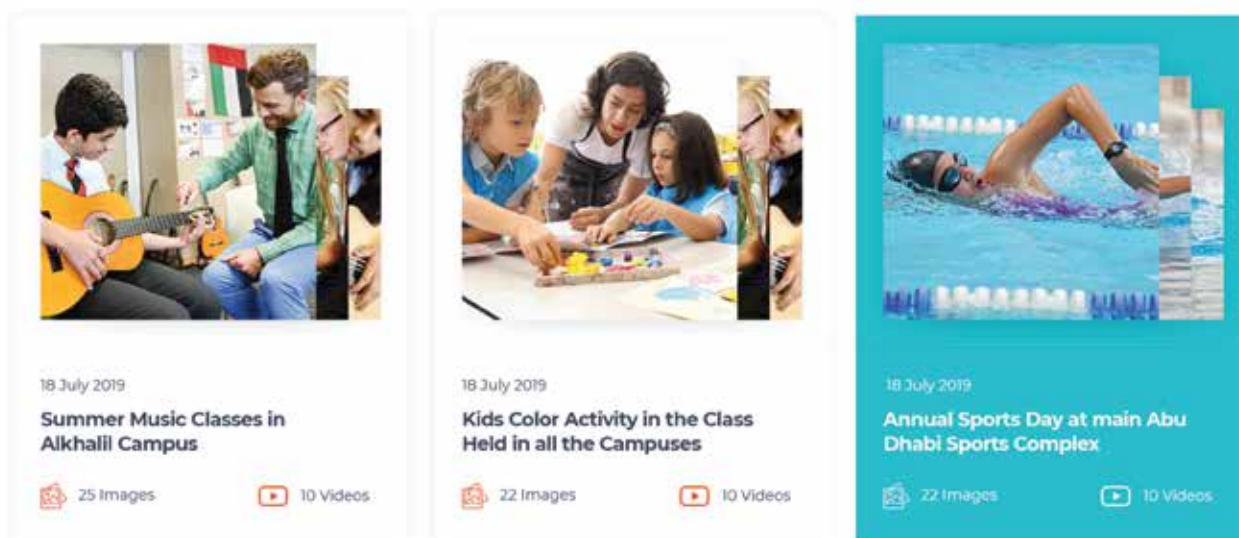 18 July 2019
Summer Music Classes in
Alkhalil Campus
25 Images
10 Videos
18 July 2019
Kids Color Activity in the Class
Held in all the Campuses
22 Images
10 Videos
18 July 2019
Annual Sports Day at main Abu
Dhabi Sports Complex
22 Images
10 Videos